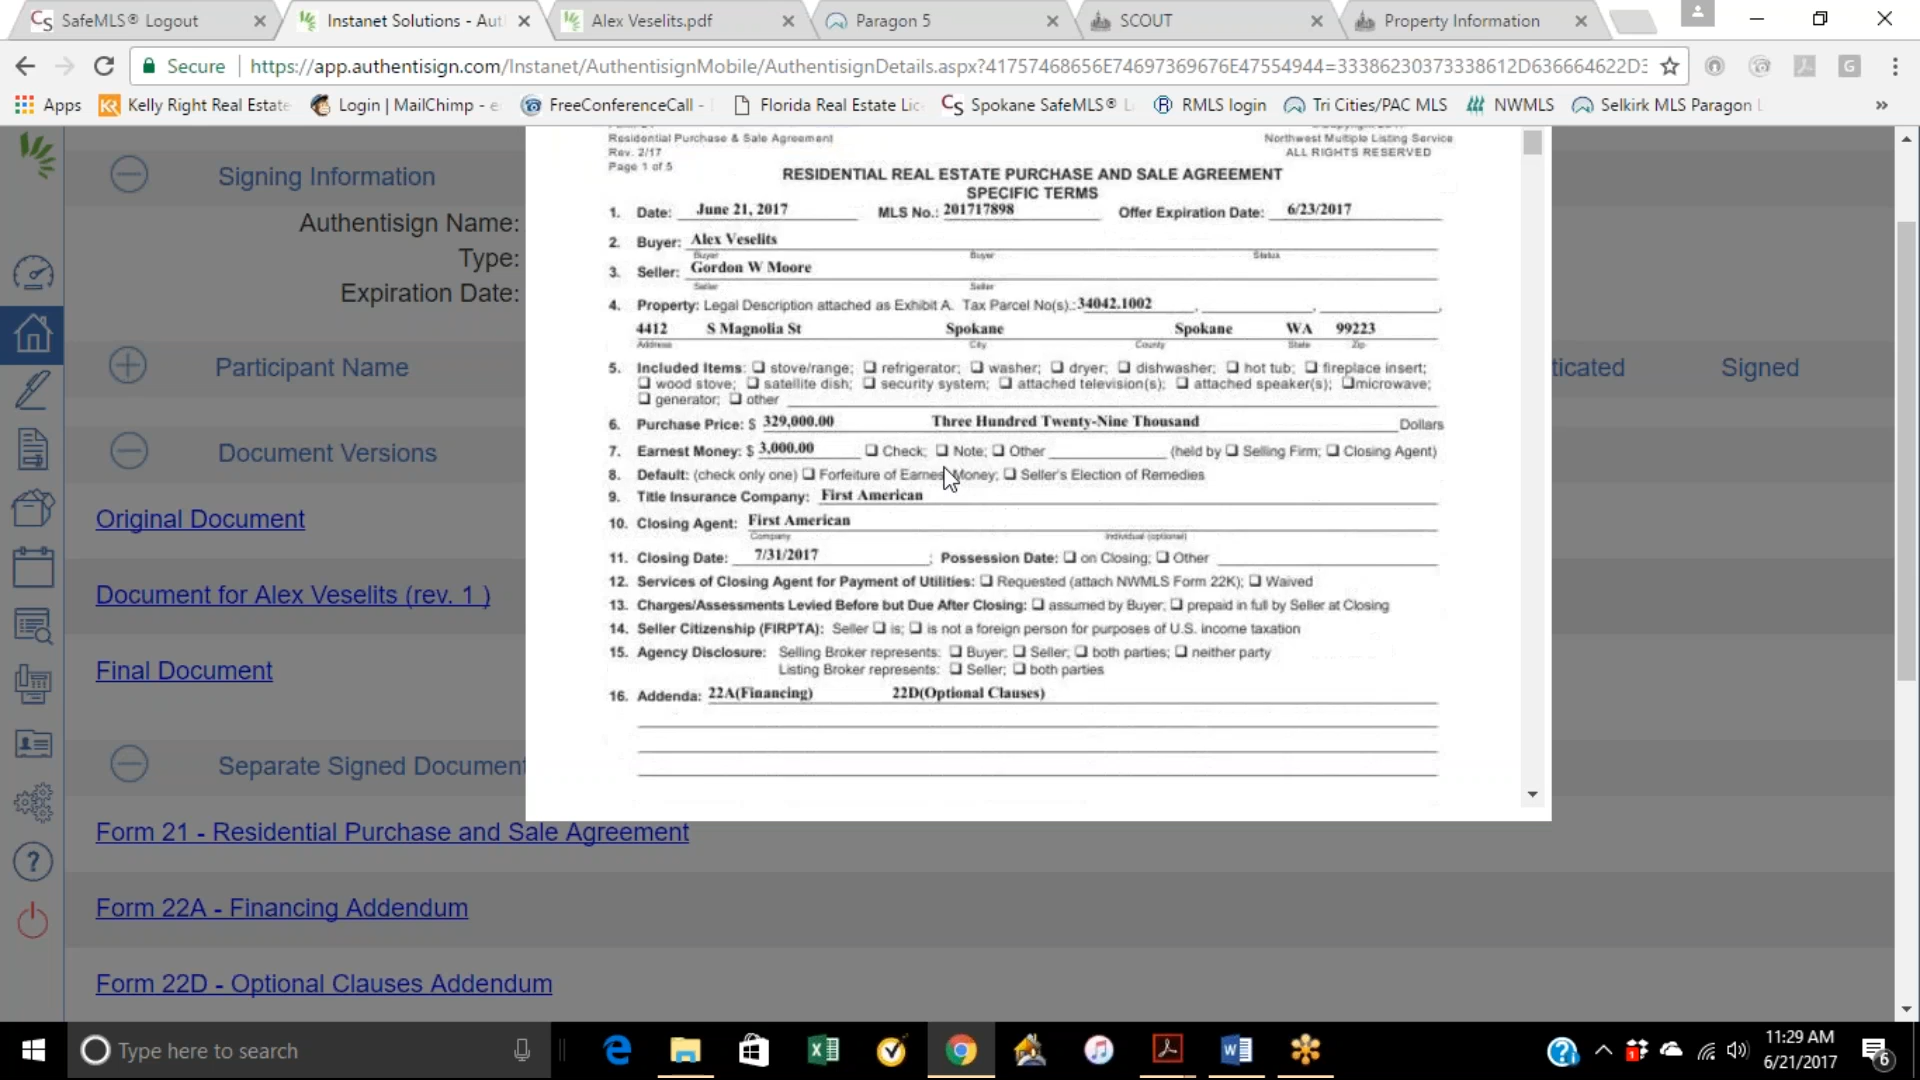 SafeMLS® Logout
Instanet Solutions - Aut
Alex Veselits.pdf
Paragon 5
SCOUT
Property Information
Secure
https://app.authentisign.com/Instanet/AuthentisignMobile/AuthentisignDetails.aspx?41757468656E74697369676E47554944=33386230373338612D636664622D3
Apps
Kelly Right Real Estate
Login | MailChimp - e
FreeConferenceCall -
Florida Real Estate Lic
Spokane SafeMLS®
RMLS login
Tri Cities/PAC MLS
NWMLS
Selkirk MLS Paragon
»
Signing Information
Authentisign Name:
Type:
Expiration Date:
Participant Name
ticated
Signed
Document Versions
Original Document
Document for Alex Veselits (rev. 1 )
Final Document
Separate Signed Document
Form 21 - Residential Purchase and Sale Agreement
Form 22A - Financing Addendum
Form 22D - Optional Clauses Addendum
Residential Purchase & Sale Agreement
Rev. 2/17
Page 1 of 5
Northwest Multiple Listing Service
ALL RIGHTS RESERVED
RESIDENTIAL REAL ESTATE PURCHASE AND SALE AGREEMENT
SPECIFIC TERMS
1. Date: June 21, 2017 MLS No.: 201717898 Offer Expiration Date: 6/23/2017
2. Buyer: Alex Veselits
Buyer Buyer Status
3. Seller: Gordon W Moore
Seller Seller
4. Property: Legal Description attached as Exhibit A. Tax Parcel No(s).: 34042.1002
4412 S Magnolia St Spokane Spokane WA 99223
Address City County State Zip
5. Included Items: ❏ stove/range; ❏ refrigerator; ❏ washer; ❏ dryer; ❏ dishwasher; ❏ hot tub; ❏ fireplace insert;
❏ wood stove; ❏ satellite dish; ❏ security system; ❏ attached television(s); ❏ attached speaker(s); ❏ microwave;
❏ generator; ❏ other
6. Purchase Price: $ 329,000.00 Three Hundred Twenty-Nine Thousand Dollars
7. Earnest Money: $ 3,000.00 ❏ Check; ❏ Note; ❏ Other (held by ❏ Selling Firm; ❏ Closing Agent)
8. Default: (check only one) ❏ Forfeiture of Earnest Money; ❏ Seller's Election of Remedies
9. Title Insurance Company: First American
10. Closing Agent: First American
Company Individual (optional)
11. Closing Date: 7/31/2017 ; Possession Date: ❏ on Closing; ❏ Other
12. Services of Closing Agent for Payment of Utilities: ❏ Requested (attach NWMLS Form 22K); ❏ Waived
13. Charges/Assessments Levied Before but Due After Closing: ❏ assumed by Buyer; ❏ prepaid in full by Seller at Closing
14. Seller Citizenship (FIRPTA): Seller ❏ is; ❏ is not a foreign person for purposes of U.S. income taxation
15. Agency Disclosure: Selling Broker represents: ❏ Buyer; ❏ Seller; ❏ both parties; ❏ neither party
Listing Broker represents: ❏ Seller; ❏ both parties
16. Addenda: 22A(Financing) 22D(Optional Clauses)
Type here to search
11:29 AM
6/21/2017
6